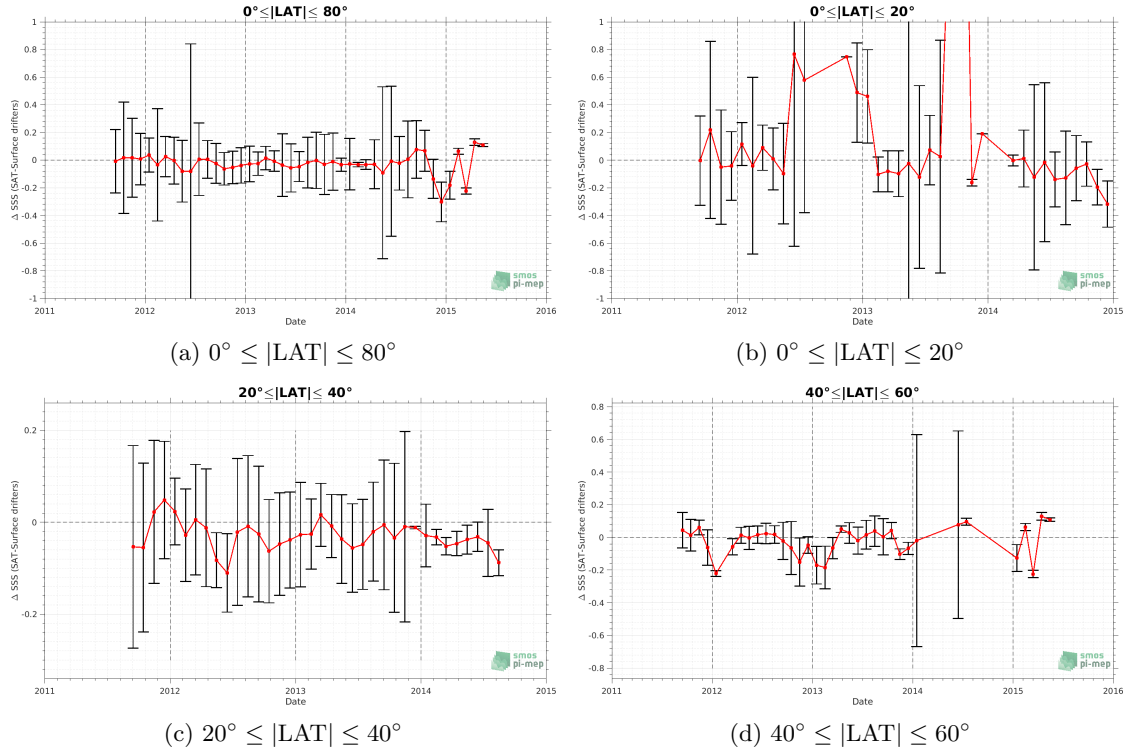 0°≤|LAT|≤ 80°
Δ SSS (SAT-Surface drifters)
1
0.8
0.6
0.4
0.2
0
-0.2
-0.4
-0.6
-0.8
-1
2011
2012
2013
2014
2015
2016
Date
smos
pi-mep
(a) 0° ≤ |LAT| ≤ 80°
0°≤|LAT|≤ 20°
Δ SSS (SAT-Surface drifters)
1
0.8
0.6
0.4
0.2
0
-0.2
-0.4
-0.6
-0.8
-1
2011
2012
2013
2014
2015
Date
smos
pi-mep
(b) 0° ≤ |LAT| ≤ 20°
20°≤|LAT|≤ 40°
Δ SSS (SAT-Surface drifters)
0.2
0
-0.2
2011
2012
2013
2014
2015
Date
smos
pi-mep
(c) 20° ≤ |LAT| ≤ 40°
40°≤|LAT|≤ 60°
Δ SSS (SAT-Surface drifters)
0.8
0.6
0.4
0.2
0
-0.2
-0.4
-0.6
-0.8
2011
2012
2013
2014
2015
2016
Date
smos
pi-mep
(d) 40° ≤ |LAT| ≤ 60°